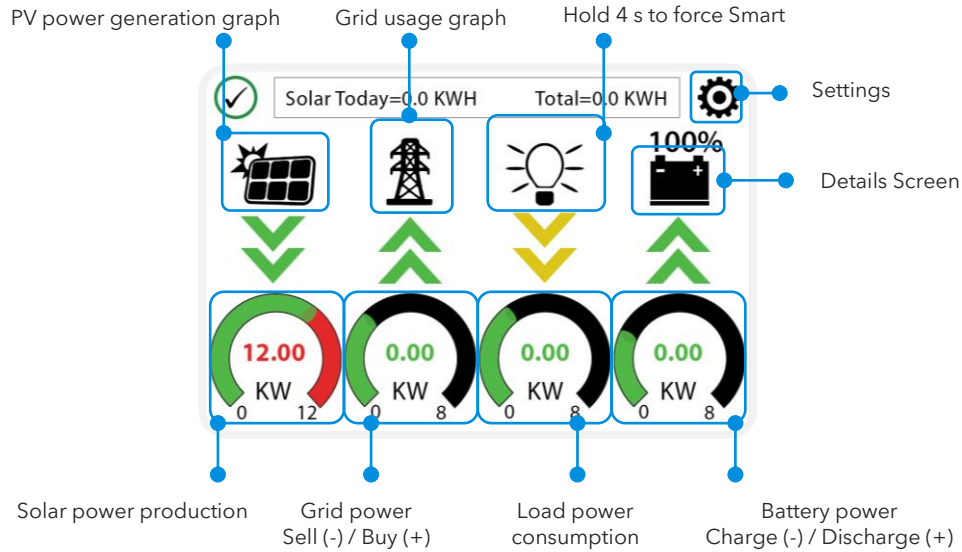 PV power generation graph
Grid usage graph
Hold 4 s to force Smart
Solar Today=0.0 KWH Total=0.0 KWH
Settings
100%
- +
Details Screen
12.00
KW
0 12
0.00
KW
0 8
0.00
KW
0 8
0.00
KW
0 8
Solar power production
Grid power
Sell (-) / Buy (+)
Load power
consumption
Battery power
Charge (-) / Discharge (+)